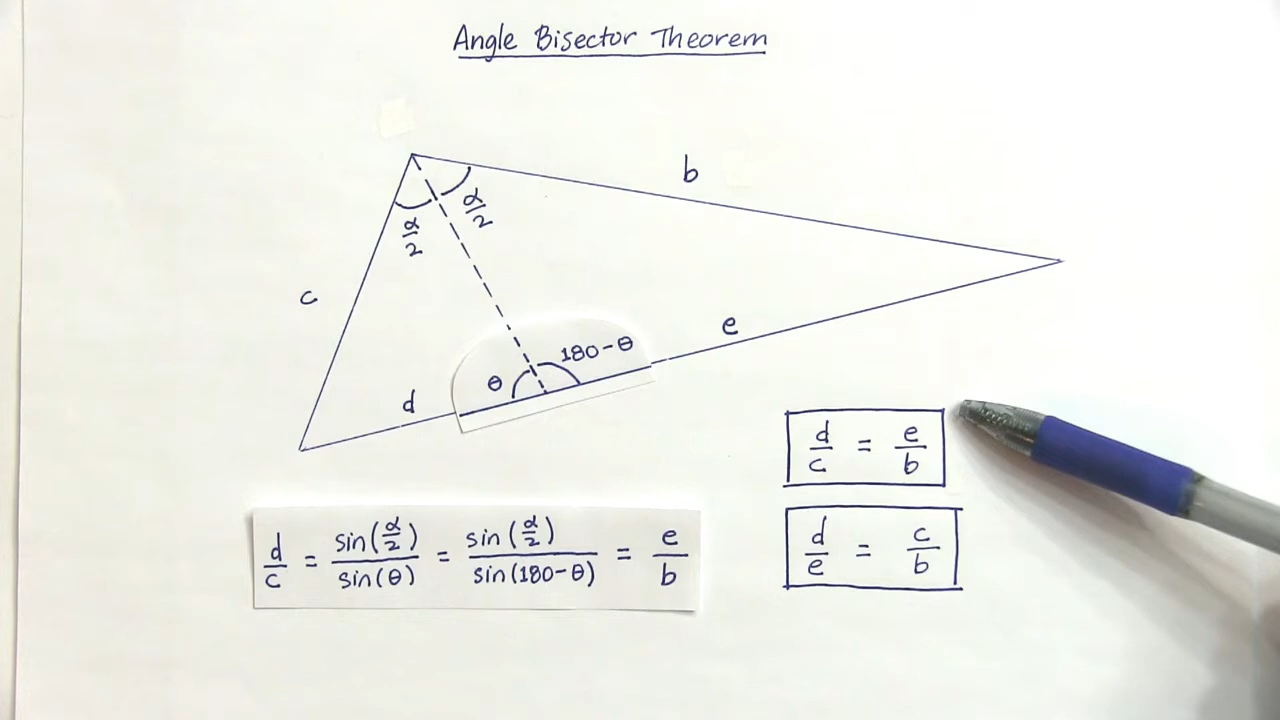 Angle Bisector Theorem
b
α/2 α/2
c
e
180-θ
θ
d
d/c = e/b
d/c = sin(α/2)/sin(θ) = sin(α/2)/sin(180-θ) = e/b
d/e = c/b